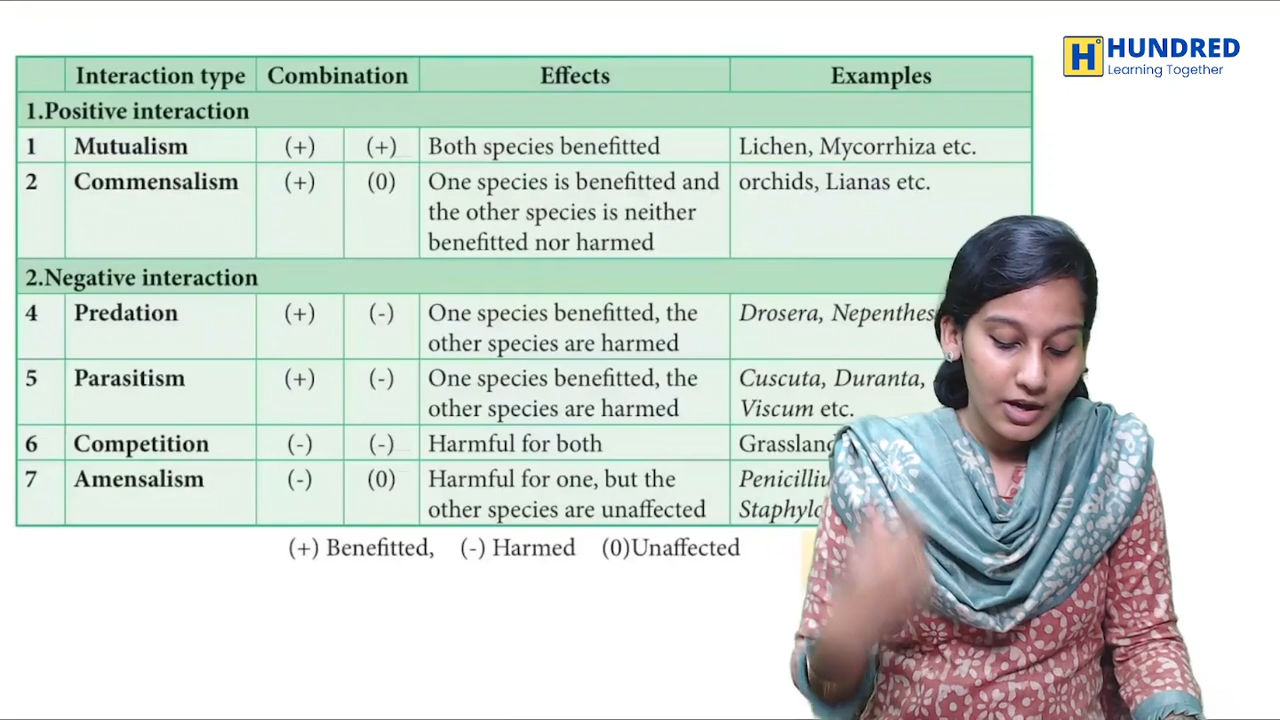 HUNDRED
Learning Together
Interaction type Combination Effects Examples
1.Positive interaction
1 Mutualism (+) (+) Both species benefitted Lichen, Mycorrhiza etc.
2 Commensalism (+) (0) One species is benefitted and orchids, Lianas etc.
the other species is neither
benefitted nor harmed
2.Negative interaction
4 Predation (+) (-) One species benefitted, the Drosera, Nepenthes
other species are harmed
5 Parasitism (+) (-) One species benefitted, the Cuscuta, Duranta,
other species are harmed Viscum etc.
6 Competition (-) (-) Harmful for both
7 Amensalism (-) (0) Harmful for one, but the
other species are unaffected
(+) Benefitted, (-) Harmed (0)Unaffected